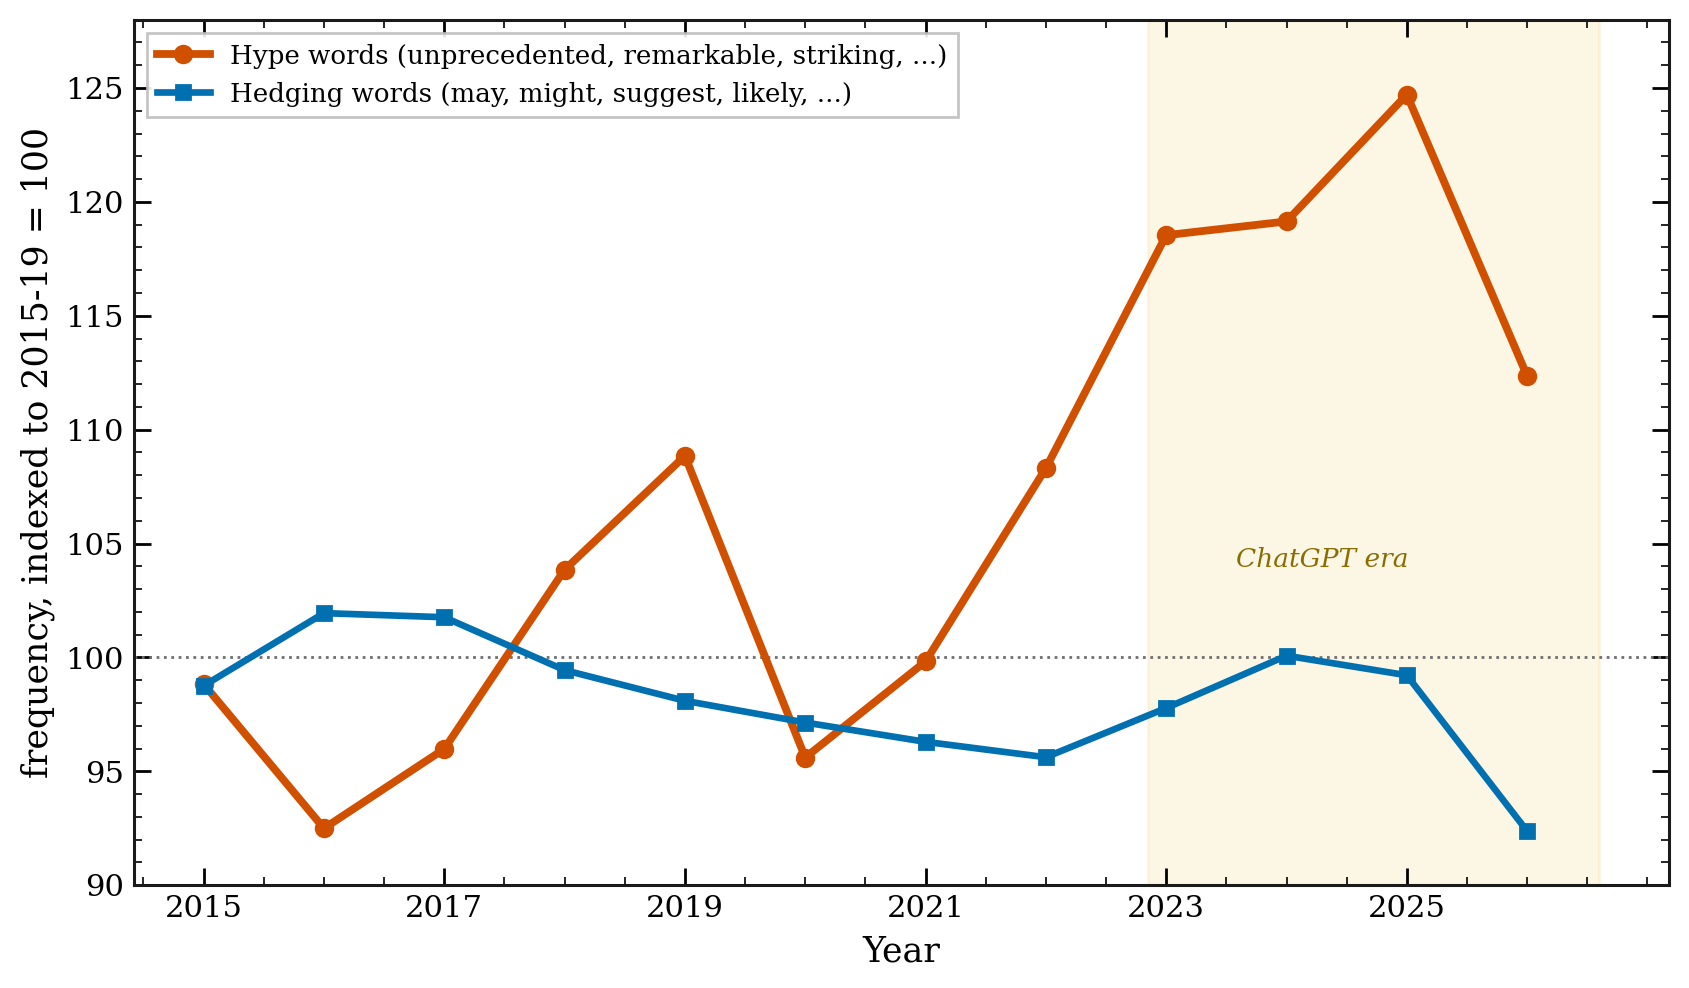 Hype words (unprecedented, remarkable, striking, ...)
Hedging words (may, might, suggest, likely, ...)
frequency, indexed to 2015-19 = 100
125
120
115
110
105
100
95
90
ChatGPT era
2015 2017 2019 2021 2023 2025
Year